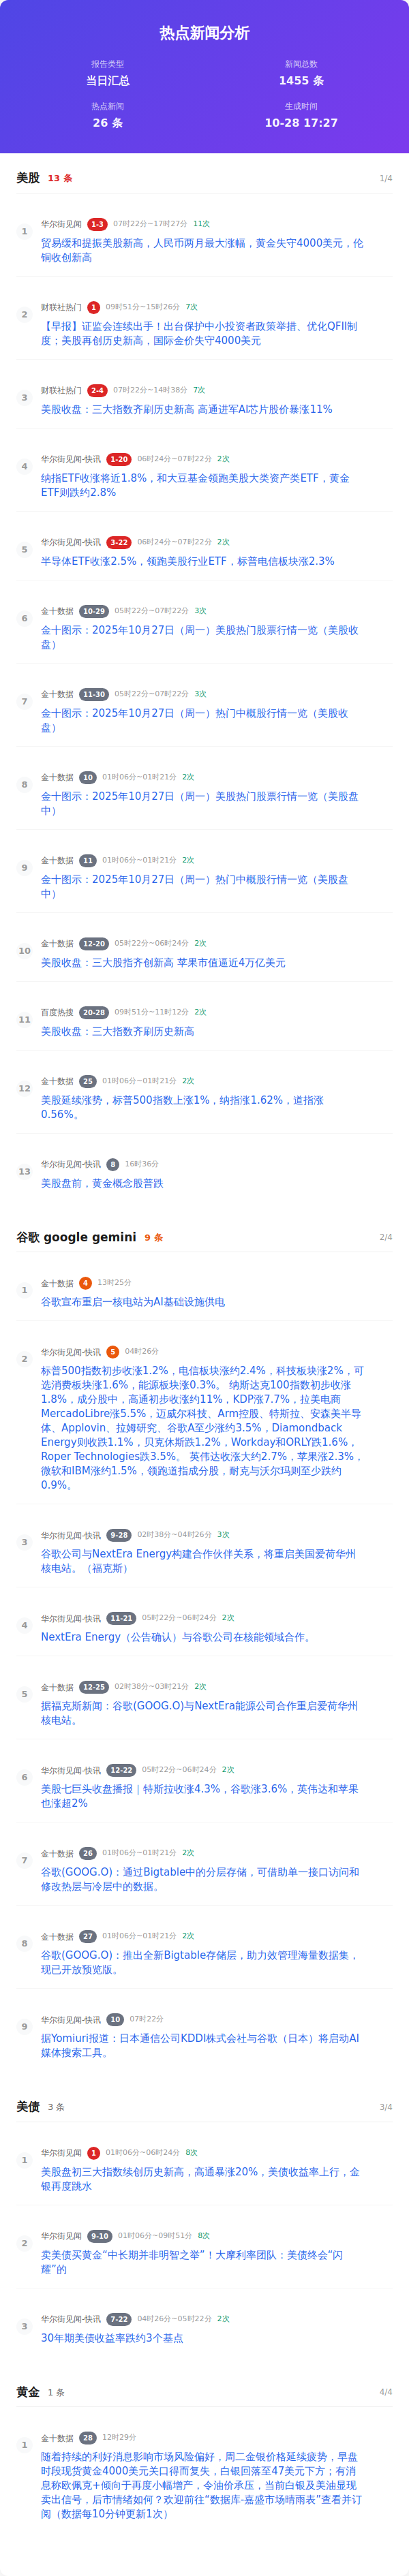 热点新闻分析
报告类型
当日汇总
新闻总数
1455 条
热点新闻
26 条
生成时间
10-28 17:27
美股 13 条 1/4
1
华尔街见闻 1-3 07时22分~17时27分 11次
贸易缓和提振美股新高，人民币两月最大涨幅，黄金失守4000美元，伦
铜收创新高
2
财联社热门 1 09时51分~15时26分 7次
【早报】证监会连续出手！出台保护中小投资者政策举措、优化QFII制
度；美股再创历史新高，国际金价失守4000美元
3
财联社热门 2-4 07时22分~14时38分 7次
美股收盘：三大指数齐刷历史新高 高通进军AI芯片股价暴涨11%
4
华尔街见闻-快讯 1-20 06时24分~07时22分 2次
纳指ETF收涨将近1.8%，和大豆基金领跑美股大类资产类ETF，黄金
ETF则跌约2.8%
5
华尔街见闻-快讯 3-22 06时24分~07时22分 2次
半导体ETF收涨2.5%，领跑美股行业ETF，标普电信板块涨2.3%
6
金十数据 10-29 05时22分~07时22分 3次
金十图示：2025年10月27日（周一）美股热门股票行情一览（美股收
盘）
7
金十数据 11-30 05时22分~07时22分 3次
金十图示：2025年10月27日（周一）热门中概股行情一览（美股收
盘）
8
金十数据 10 01时06分~01时21分 2次
金十图示：2025年10月27日（周一）美股热门股票行情一览（美股盘
中）
9
金十数据 11 01时06分~01时21分 2次
金十图示：2025年10月27日（周一）热门中概股行情一览（美股盘
中）
10
金十数据 12-20 05时22分~06时24分 2次
美股收盘：三大股指齐创新高 苹果市值逼近4万亿美元
11
百度热搜 20-28 09时51分~11时12分 2次
美股收盘：三大指数齐刷历史新高
12
金十数据 25 01时06分~01时21分 2次
美股延续涨势，标普500指数上涨1%，纳指涨1.62%，道指涨
0.56%。
13
华尔街见闻-快讯 8 16时36分
美股盘前，黄金概念股普跌
谷歌 google gemini 9 条 2/4
1
金十数据 4 13时25分
谷歌宣布重启一核电站为AI基础设施供电
2
华尔街见闻-快讯 5 04时26分
标普500指数初步收涨1.2%，电信板块涨约2.4%，科技板块涨2%，可
选消费板块涨1.6%，能源板块涨0.3%。 纳斯达克100指数初步收涨
1.8%，成分股中，高通初步收涨约11%，KDP涨7.7%，拉美电商
MercadoLibre涨5.5%，迈威尔科技、Arm控股、特斯拉、安森美半导
体、Applovin、拉姆研究、谷歌A至少涨约3.5%，Diamondback
Energy则收跌1.1%，贝克休斯跌1.2%，Workday和ORLY跌1.6%，
Roper Technologies跌3.5%。 英伟达收涨大约2.7%，苹果涨2.3%，
微软和IBM涨约1.5%，领跑道指成分股，耐克与沃尔玛则至少跌约
0.9%。
3
华尔街见闻-快讯 9-28 02时38分~04时26分 3次
谷歌公司与NextEra Energy构建合作伙伴关系，将重启美国爱荷华州
核电站。（福克斯）
4
华尔街见闻-快讯 11-21 05时22分~06时24分 2次
NextEra Energy（公告确认）与谷歌公司在核能领域合作。
5
金十数据 12-25 02时38分~03时21分 2次
据福克斯新闻：谷歌(GOOG.O)与NextEra能源公司合作重启爱荷华州
核电站。
6
华尔街见闻-快讯 12-22 05时22分~06时24分 2次
美股七巨头收盘播报｜特斯拉收涨4.3%，谷歌涨3.6%，英伟达和苹果
也涨超2%
7
金十数据 26 01时06分~01时21分 2次
谷歌(GOOG.O)：通过Bigtable中的分层存储，可借助单一接口访问和
修改热层与冷层中的数据。
8
金十数据 27 01时06分~01时21分 2次
谷歌(GOOG.O)：推出全新Bigtable存储层，助力效管理海量数据集，
现已开放预览版。
9
华尔街见闻-快讯 10 07时22分
据Yomiuri报道：日本通信公司KDDI株式会社与谷歌（日本）将启动AI
媒体搜索工具。
美债 3 条 3/4
1
华尔街见闻 1 01时06分~06时24分 8次
美股盘初三大指数续创历史新高，高通暴涨20%，美债收益率上行，金
银再度跳水
2
华尔街见闻 9-10 01时06分~09时51分 8次
卖美债买黄金“中长期并非明智之举”！大摩利率团队：美债终会“闪
耀”的
3
华尔街见闻-快讯 7-22 04时26分~05时22分 2次
30年期美债收益率跌约3个基点
黄金 1 条 4/4
1
金十数据 28 12时29分
随着持续的利好消息影响市场风险偏好，周二金银价格延续疲势，早盘
时段现货黄金4000美元关口得而复失，白银回落至47美元下方；有消
息称欧佩克+倾向于再度小幅增产，令油价承压，当前白银及美油显现
卖出信号，后市情绪如何？欢迎前往“数据库-嘉盛市场晴雨表”查看并订
阅（数据每10分钟更新1次）